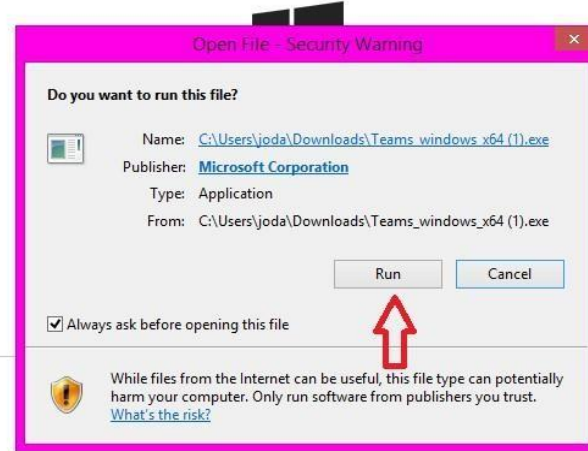 Open File - Security Warning
Do you want to run this file?
Name: C:\Users\joda\Downloads\Teams_windows_x64 (1).exe
Publisher: Microsoft Corporation
Type: Application
From: C:\Users\joda\Downloads\Teams_windows_x64 (1).exe
Run Cancel
Always ask before opening this file
While files from the Internet can be useful, this file type can potentially
harm your computer. Only run software from publishers you trust.
What's the risk?